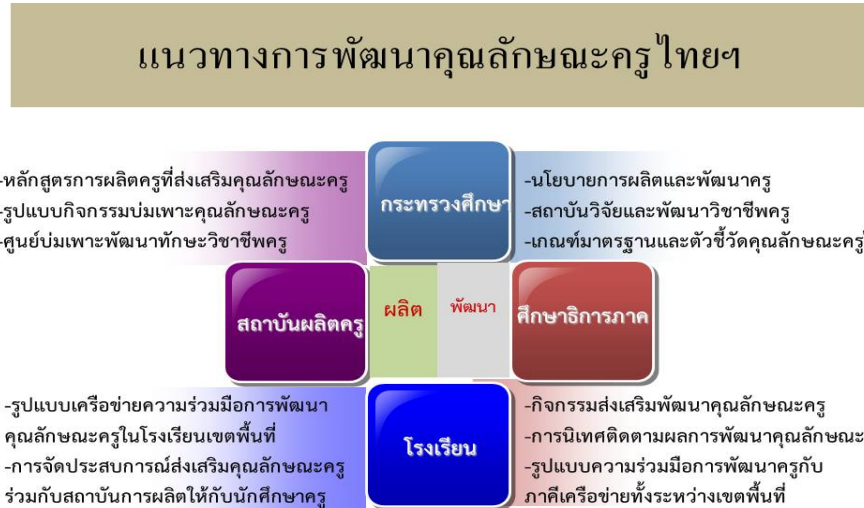 แนวทางการพัฒนาคุณลักษณะครูไทยฯ
-หลักสูตรการผลิตครูที่ส่งเสริมคุณลักษณะครู
-รูปแบบกิจกรรมบ่มเพาะคุณลักษณะครู
-ศูนย์บ่มเพาะพัฒนาทักษะวิชาชีพครู
กระทรวงศึกษา
-นโยบายการผลิตและพัฒนาครู
-สถาบันวิจัยและพัฒนาวิชาชีพครู
-เกณฑ์มาตรฐานและตัวชี้วัดคุณลักษณะครู
สถาบันผลิตครู
ผลิต
พัฒนา
ศึกษาธิการภาค
-รูปแบบเครือข่ายความร่วมมือการพัฒนา
คุณลักษณะครูในโรงเรียนเขตพื้นที่
-การจัดประสบการณ์ส่งเสริมคุณลักษณะครู
ร่วมกับสถาบันการผลิตให้กับนักศึกษาครู
โรงเรียน
-กิจกรรมส่งเสริมพัฒนาคุณลักษณะครู
-การนิเทศติดตามผลการพัฒนาคุณลักษณะ
-รูปแบบความร่วมมือการพัฒนาครูกับ
ภาคีเครือข่ายทั้งระหว่างเขตพื้นที่